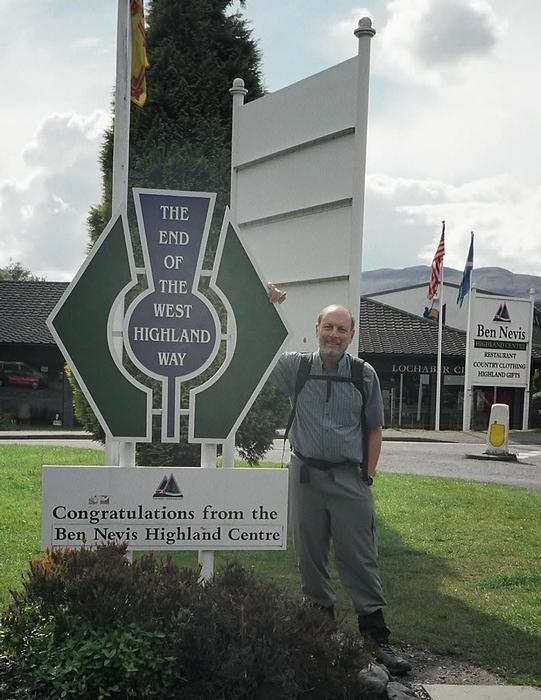 THE
END
OF
THE
WEST
HIGHLAND
WAY
Congratulations from the
Ben Nevis Highland Centre
LOCHABER
Ben Nevis
HIGHLAND CENTRE
RESTAURANT
COUNTRY CLOTHING
HIGHLAND GIFTS